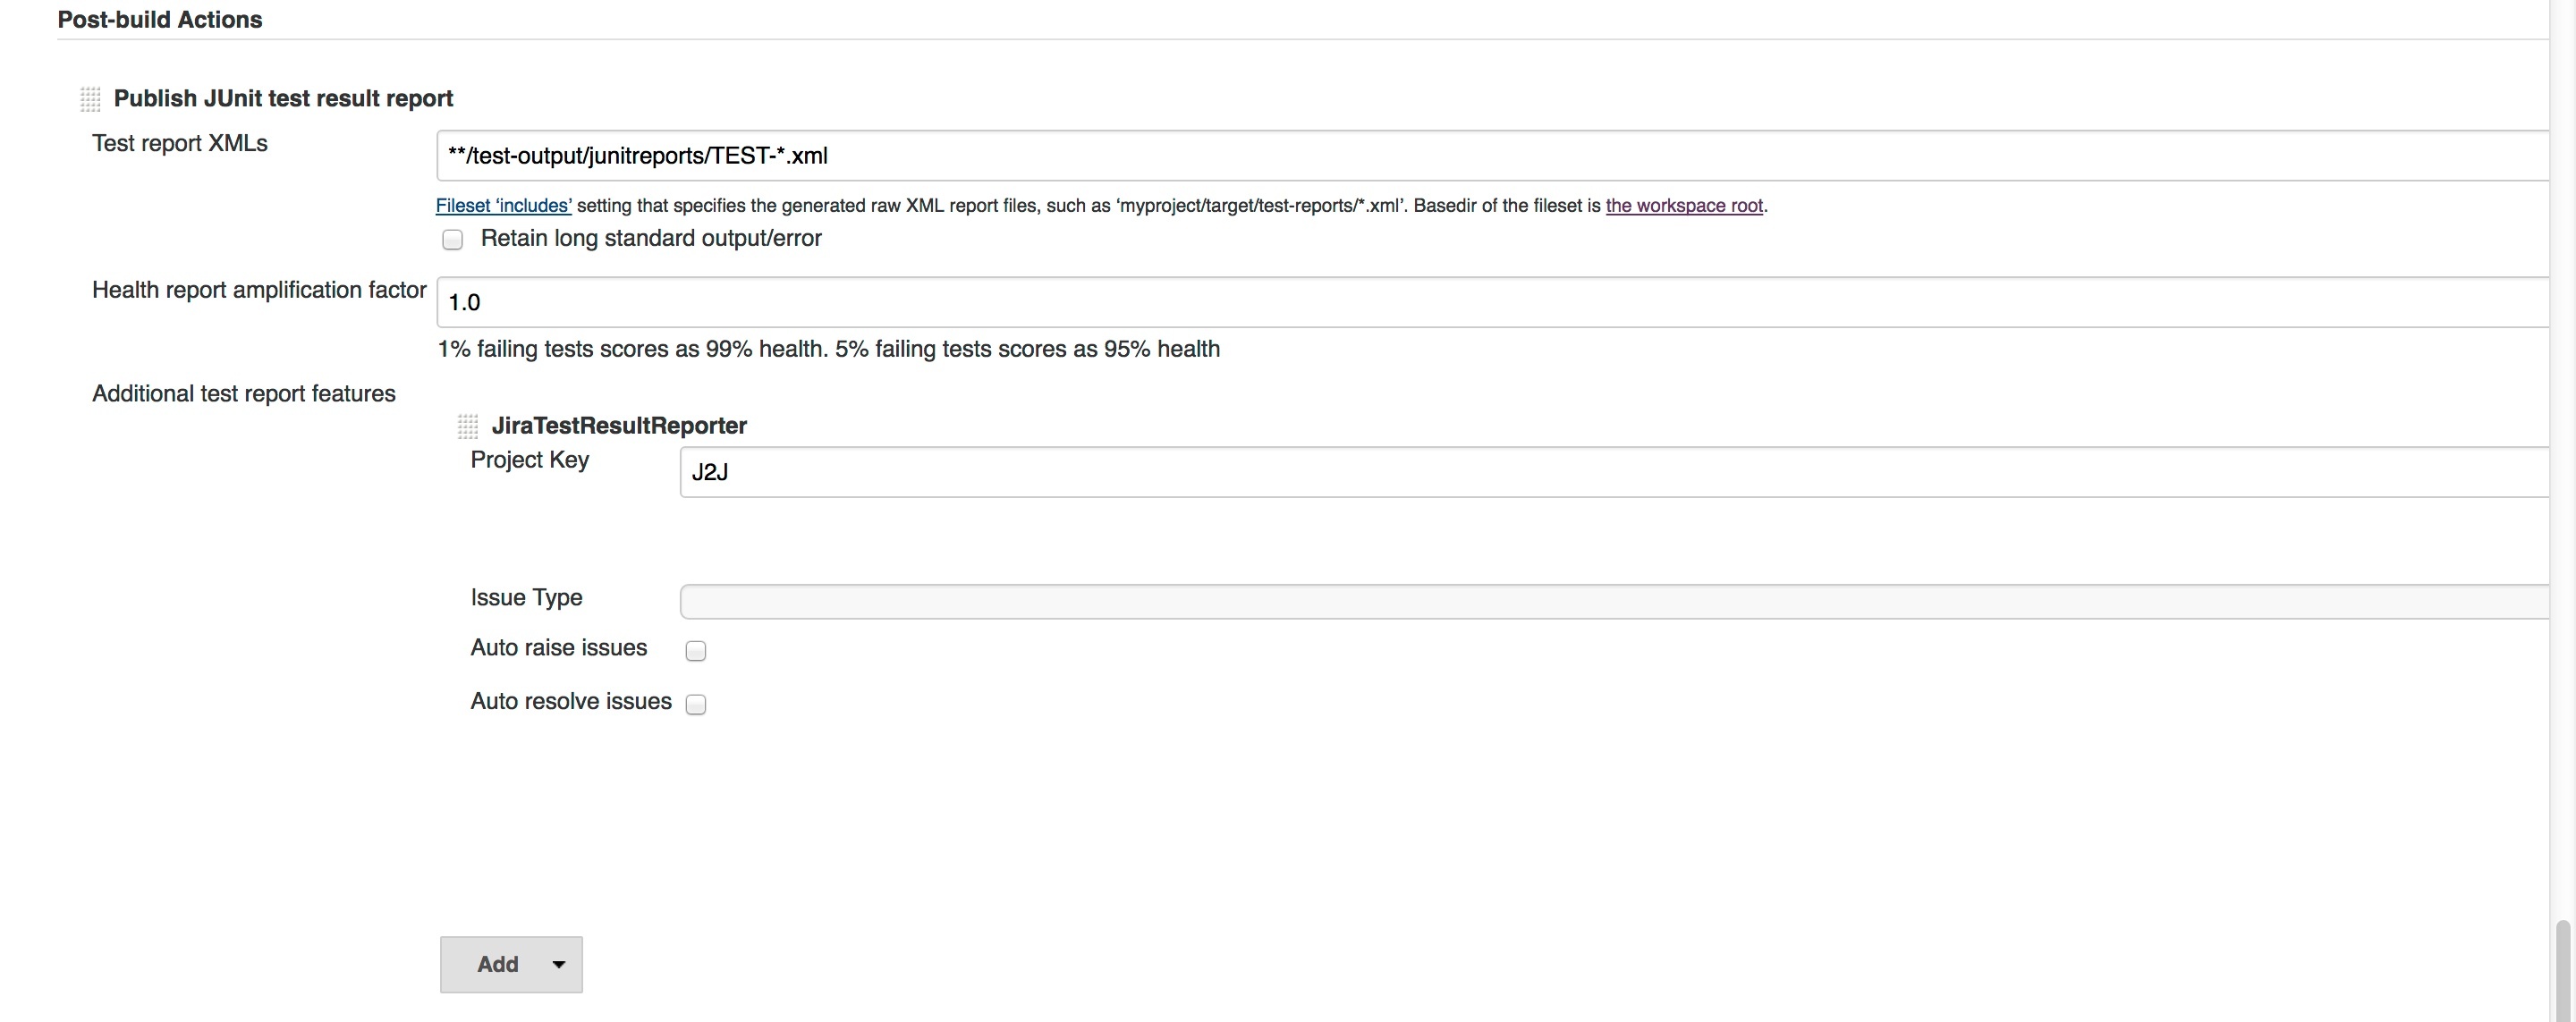 Post-build Actions
Publish JUnit test result report
Test report XMLs
**/test-output/junitreports/TEST-*.xml
Fileset ‘includes’ setting that specifies the generated raw XML report files, such as ‘myproject/target/test-reports/*.xml’. Basedir of the fileset is the workspace root.
Retain long standard output/error
Health report amplification factor
1.0
1% failing tests scores as 99% health. 5% failing tests scores as 95% health
Additional test report features
JiraTestResultReporter
Project Key
J2J
Issue Type
Auto raise issues
Auto resolve issues
Add